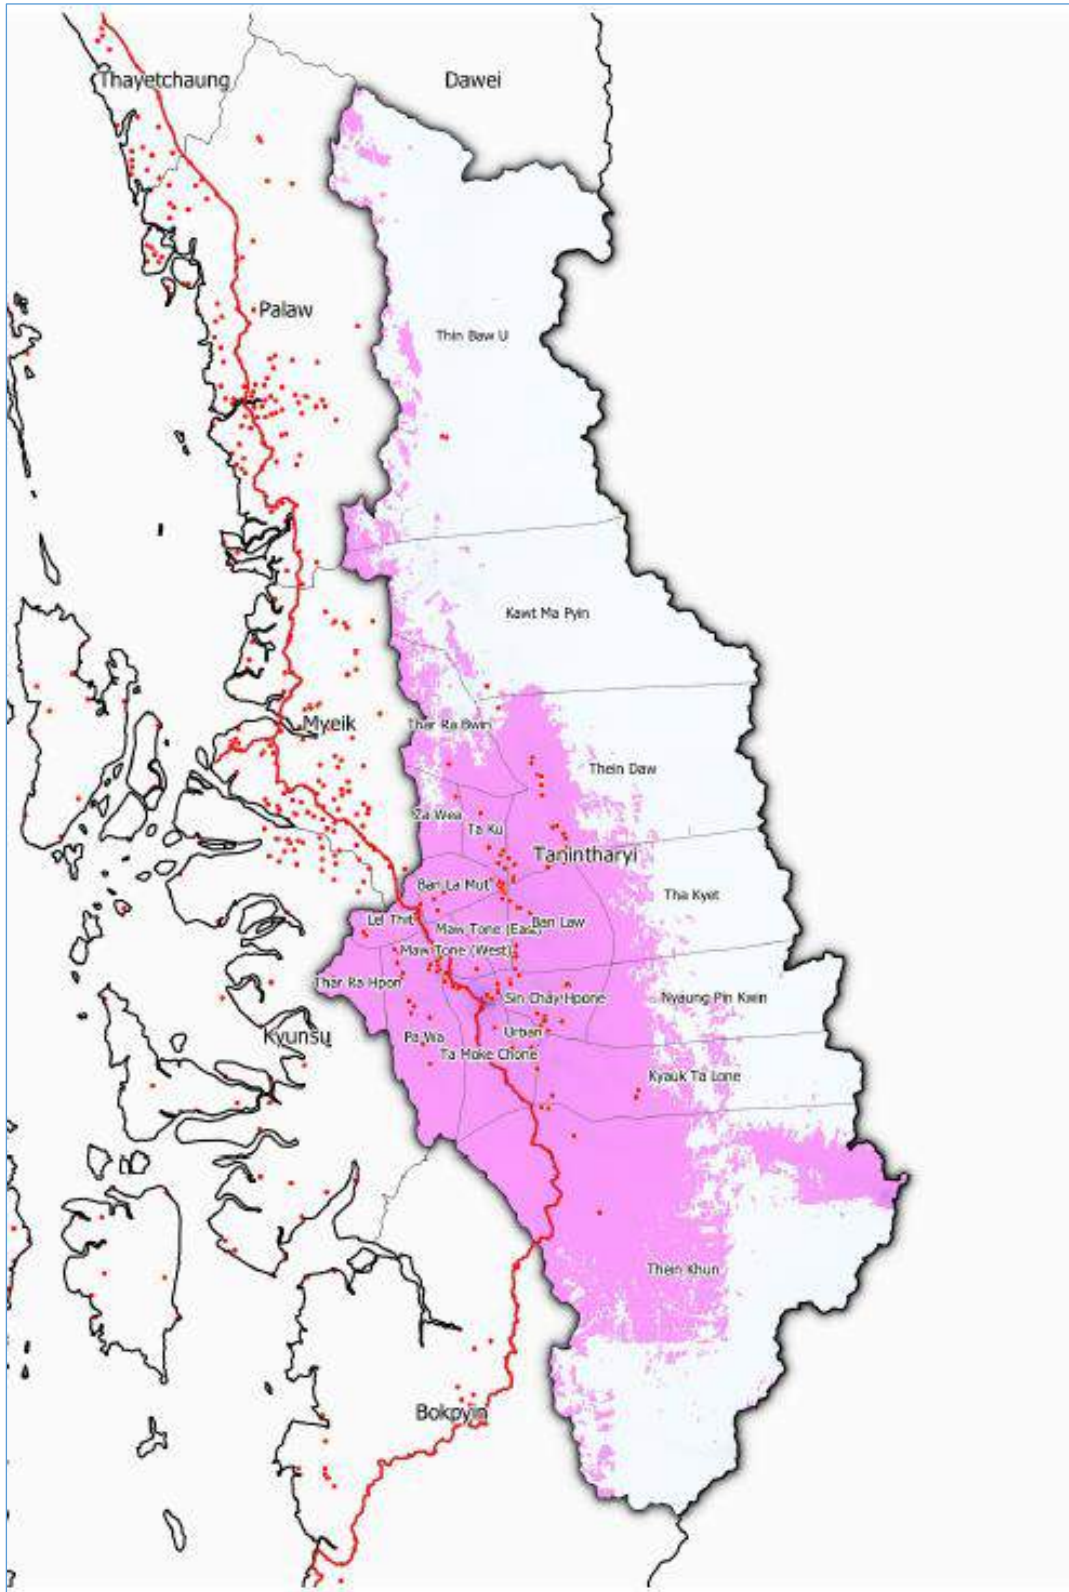 Thayetchaung
Dawei
Palaw
Thin Baw U
Kawt Ma Pyin
Thar Ra Bwin
Myeik
Thein Daw
Za Wea
Ta Ku
Tanintharyi
Ban La Mut
Tha Kyet
Lel Thit
Maw Tone (East)
Ban Law
Maw Tone (West)
Thar Ra Hpon
Sin Chay Hpone
Nyaung Pin Kwin
Kyunsu
Pa Wa
Urban
Ta Moke Chone
Kyauk Ta Lone
Thein Khun
Bokpyin